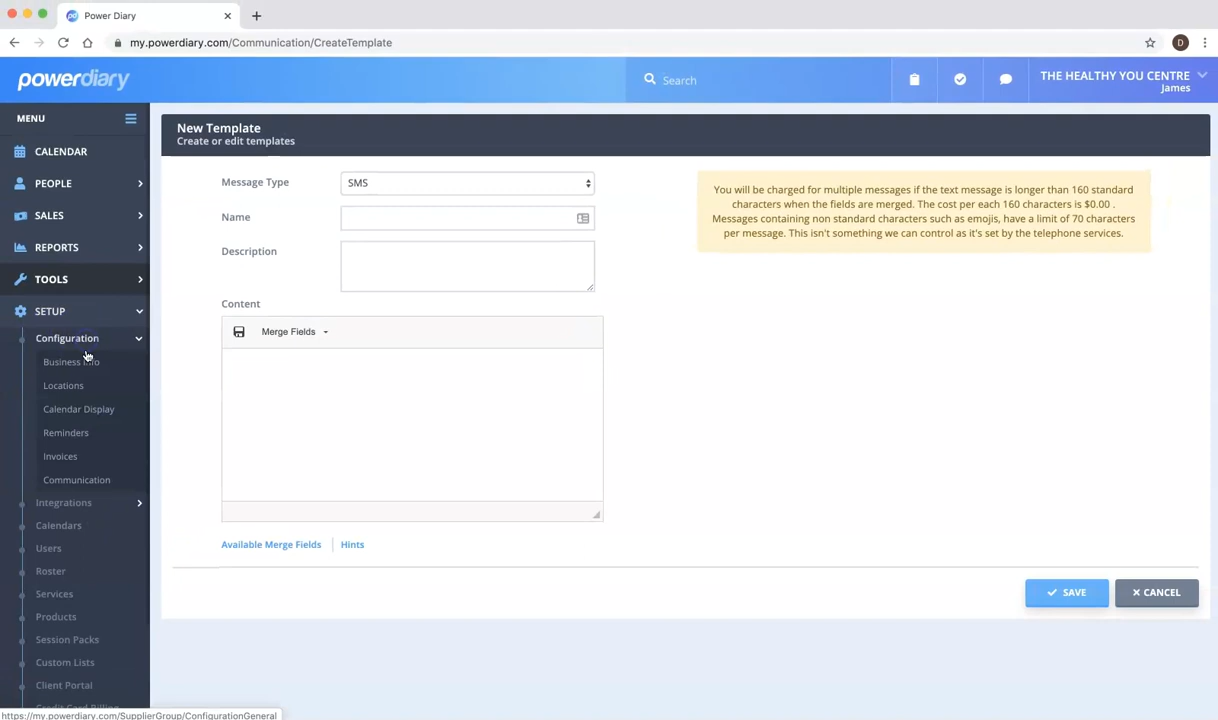 Power Diary
my.powerdiary.com/Communication/CreateTemplate
D
powerdiary
Search
THE HEALTHY YOU CENTRE
James
MENU
CALENDAR
PEOPLE
SALES
REPORTS
TOOLS
SETUP
Configuration
Business Info
Locations
Calendar Display
Reminders
Invoices
Communication
Integrations
Calendars
Users
Roster
Services
Products
Session Packs
Custom Lists
Client Portal
Credit Card Billing
New Template
Create or edit templates
Message Type
SMS
Name
Description
Content
Merge Fields
Available Merge Fields
Hints
You will be charged for multiple messages if the text message is longer than 160 standard
characters when the fields are merged. The cost per each 160 characters is $0.00 .
Messages containing non standard characters such as emojis, have a limit of 70 characters
per message. This isn't something we can control as it's set by the telephone services.
SAVE
CANCEL
https://my.powerdiary.com/SupplierGroup/ConfigurationGeneral